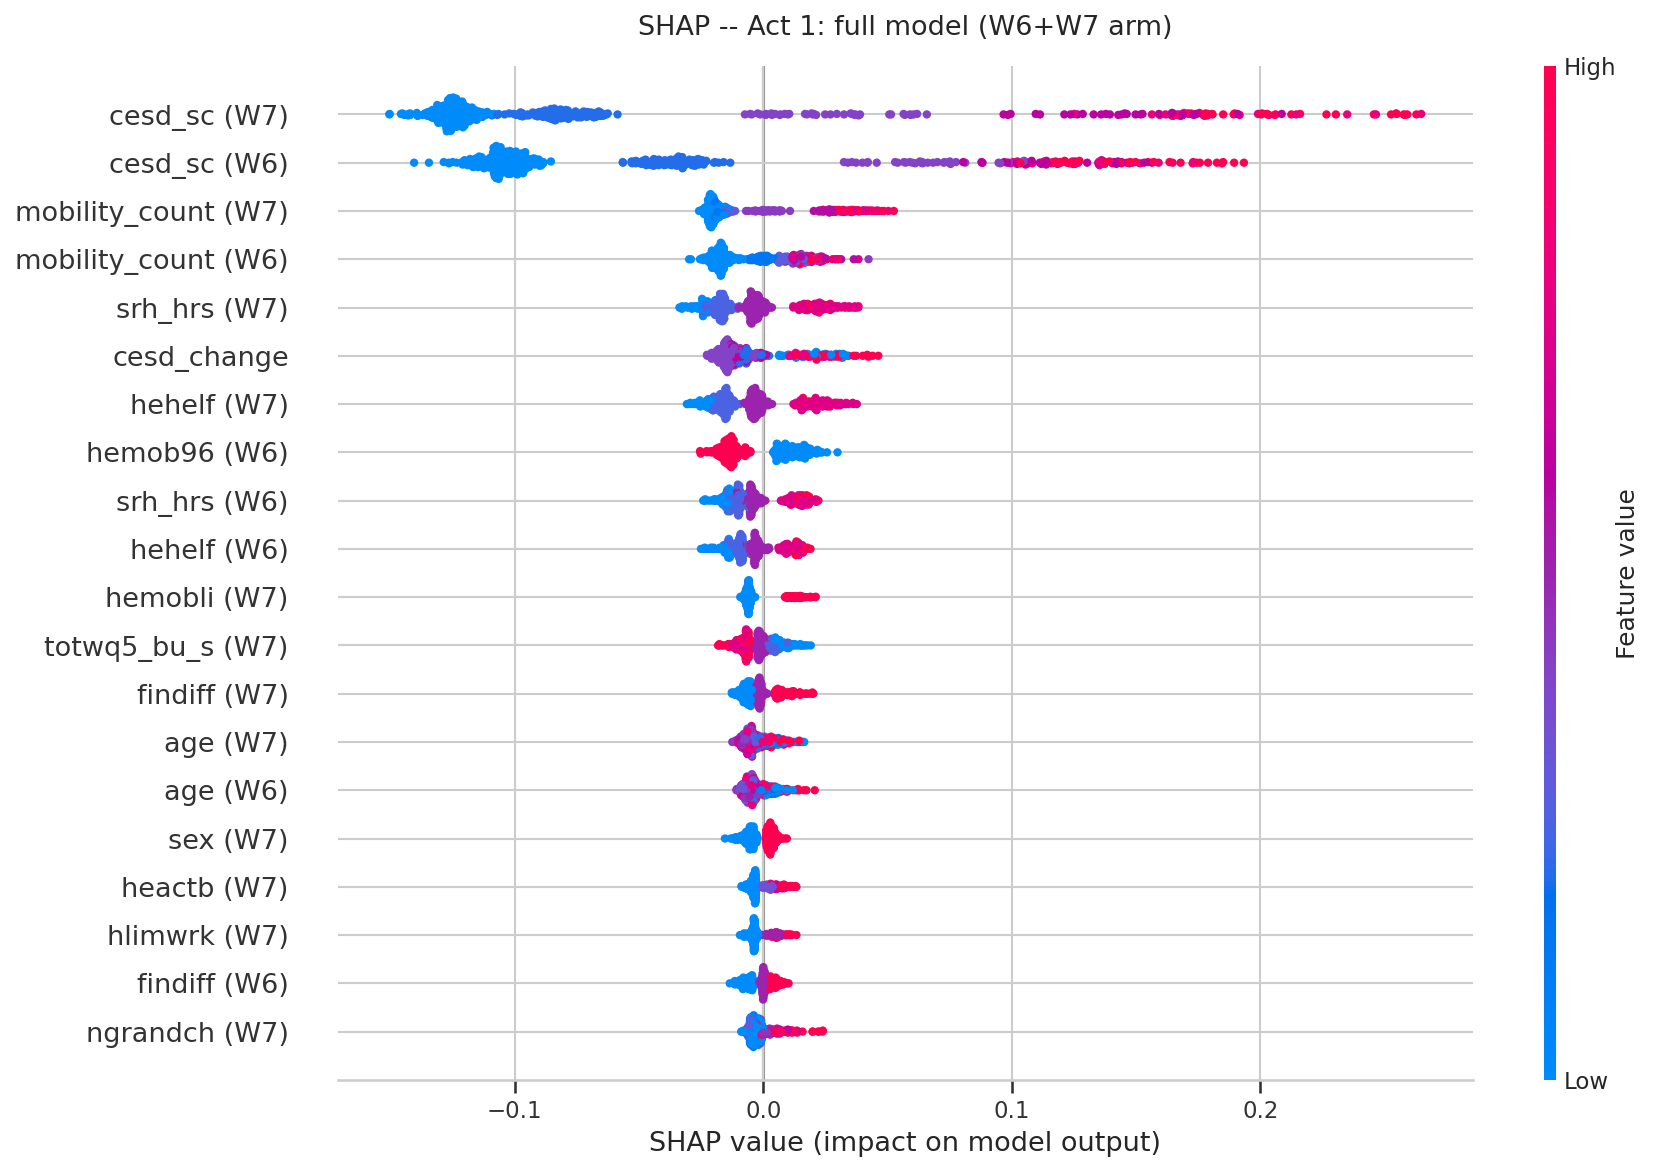 SHAP -- Act 1: full model (W6+W7 arm)
High
cesd_sc (W7)
cesd_sc (W6)
mobility_count (W7)
mobility_count (W6)
srh_hrs (W7)
cesd_change
hehelf (W7)
hemob96 (W6)
srh_hrs (W6)
hehelf (W6)
hemobli (W7)
totwq5_bu_s (W7)
findiff (W7)
age (W7)
age (W6)
sex (W7)
heactb (W7)
hlimwrk (W7)
findiff (W6)
ngrandch (W7)
Feature value
Low
−0.1 0.0 0.1 0.2
SHAP value (impact on model output)